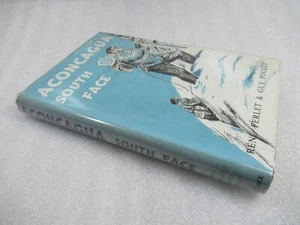 ACONCAGUA
SOUTH
FACE
RENÉ FERLET & GUY POULET
ACONCAGUA SOUTH FACE